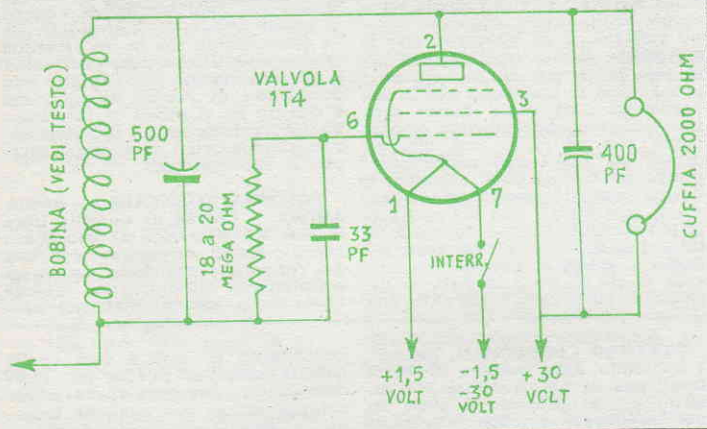 BOBINA (VEDI TESTO)
500
PF
18 a 20
MEGA OHM
VALVOLA
1T4
33
PF
2
6
3
1
7
INTERR.
400
PF
CUFFIA 2000 OHM
+1,5
VOLT
-1,5
-30
VOLT
+30
VOLT